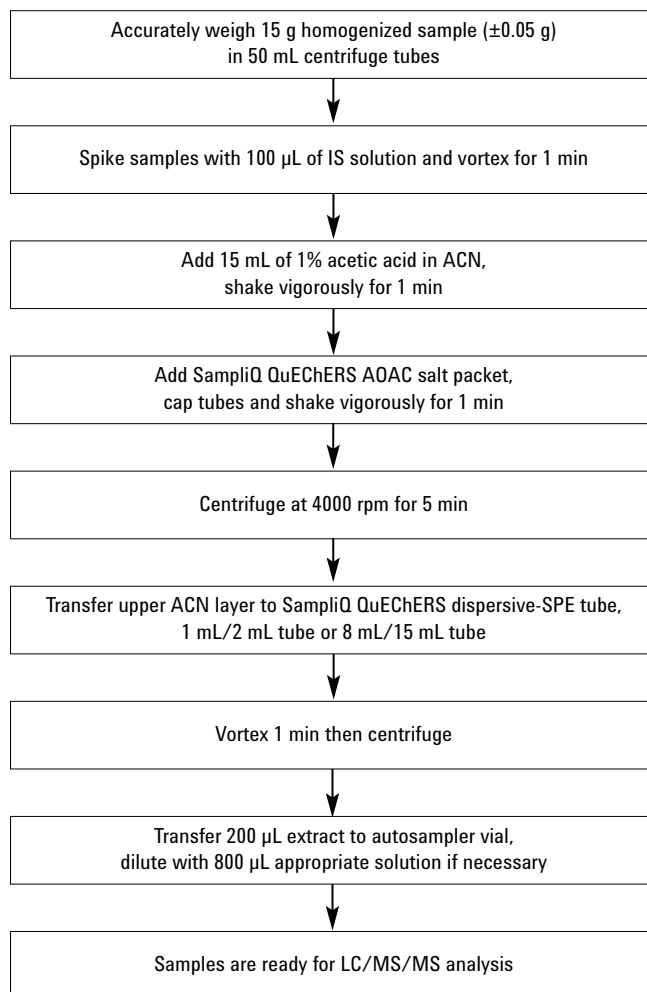 Accurately weigh 15 g homogenized sample (±0.05 g)
in 50 mL centrifuge tubes
Spike samples with 100 µL of IS solution and vortex for 1 min
Add 15 mL of 1% acetic acid in ACN,
shake vigorously for 1 min
Add SampliQ QuEChERS AOAC salt packet,
cap tubes and shake vigorously for 1 min
Centrifuge at 4000 rpm for 5 min
Transfer upper ACN layer to SampliQ QuEChERS dispersive-SPE tube,
1 mL/2 mL tube or 8 mL/15 mL tube
Vortex 1 min then centrifuge
Transfer 200 µL extract to autosampler vial,
dilute with 800 µL appropriate solution if necessary
Samples are ready for LC/MS/MS analysis